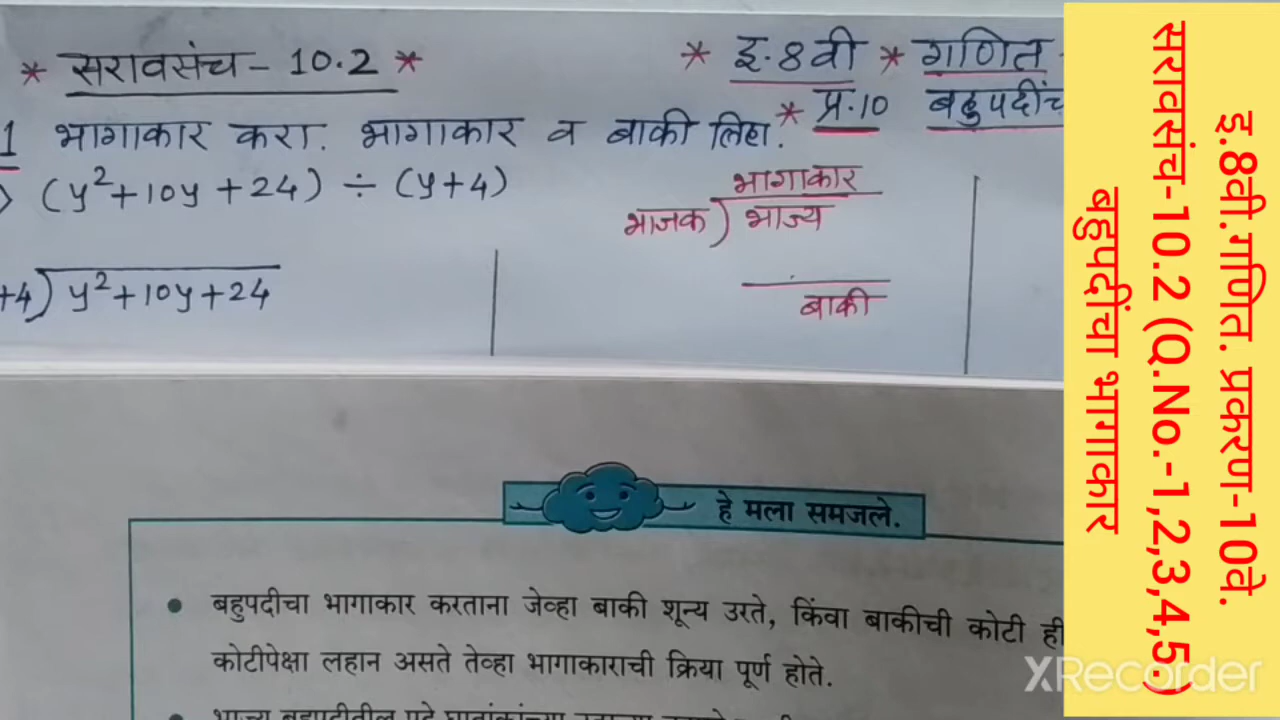 * सरावसंच - 10.2 *
* इ. 8 वी * गणित -
* प्र. 10 बहुपदींच
1 भागाकार करा. भागाकार व बाकी लिहा.
(y²+10y+24) ÷ (y+4)
भागाकार
भाजक ) भाज्य
बाकी
+4) y²+10y+24
हे मला समजले.
• बहुपदीचा भागाकार करताना जेव्हा बाकी शून्य उरते, किंवा बाकीची कोटी ही
कोटीपेक्षा लहान असते तेव्हा भागाकाराची क्रिया पूर्ण होते.
इ.8वी.गणित. प्रकरण-10वे.
सरावसंच-10.2 (Q.No.-1,2,3,4,5.)
बहुपदींचा भागाकार
XRecorder